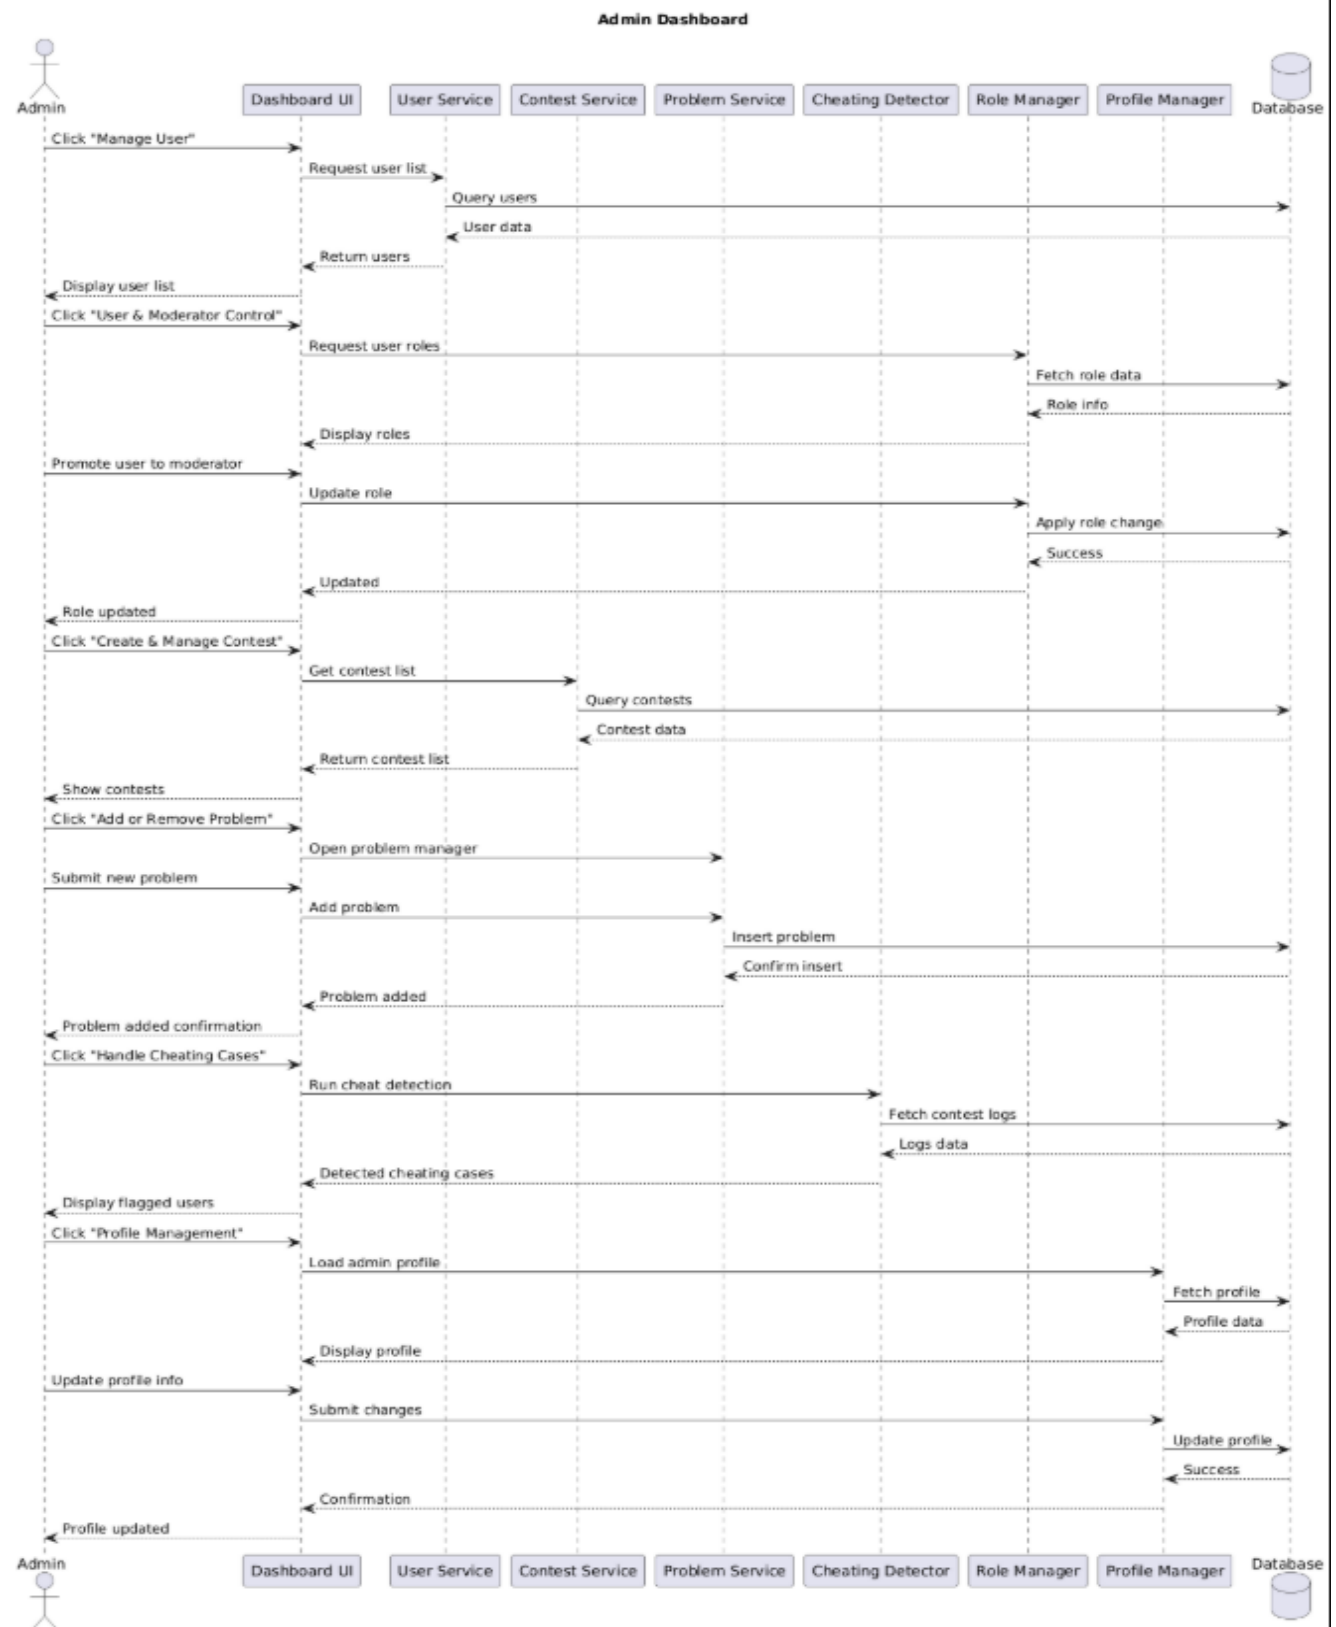 Admin Dashboard
Admin
Dashboard UI
User Service
Contest Service
Problem Service
Cheating Detector
Role Manager
Profile Manager
Database
Click "Manage User"
Request user list
Query users
User data
Return users
Display user list
Click "User & Moderator Control"
Request user roles
Fetch role data
Role info
Display roles
Promote user to moderator
Update role
Apply role change
Success
Updated
Role updated
Click "Create & Manage Contest"
Get contest list
Query contests
Contest data
Return contest list
Show contests
Click "Add or Remove Problem"
Open problem manager
Submit new problem
Add problem
Insert problem
Confirm insert
Problem added
Problem added confirmation
Click "Handle Cheating Cases"
Run cheat detection
Fetch contest logs
Logs data
Detected cheating cases
Display flagged users
Click "Profile Management"
Load admin profile
Fetch profile
Profile data
Display profile
Update profile info
Submit changes
Update profile
Success
Confirmation
Profile updated
Admin
Dashboard UI
User Service
Contest Service
Problem Service
Cheating Detector
Role Manager
Profile Manager
Database